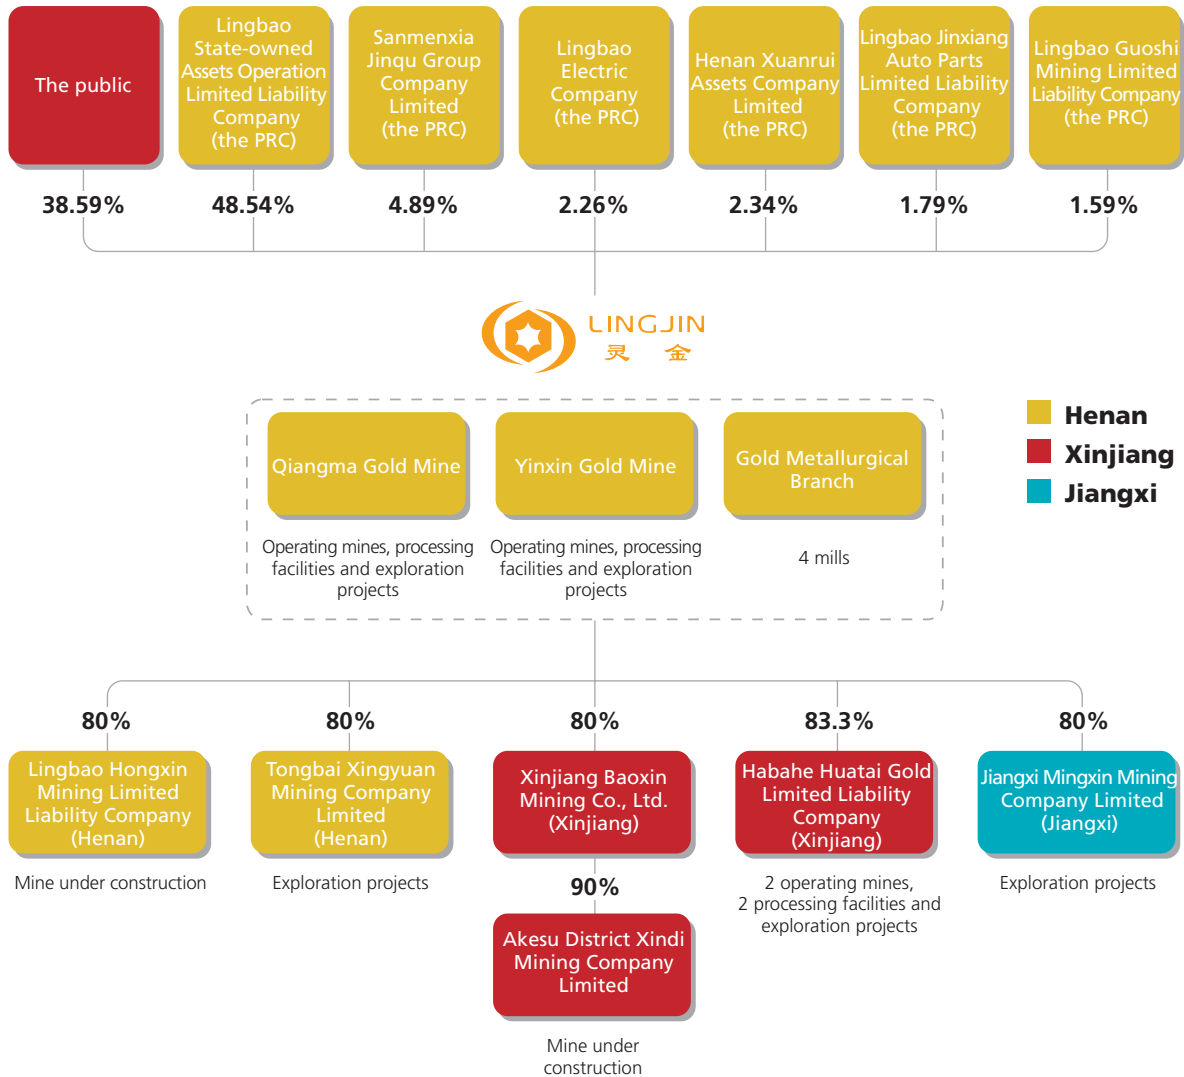 The public
Lingbao
State-owned
Assets Operation
Limited Liability
Company
(the PRC)
Sanmenxia
Jinqu Group
Company
Limited
(the PRC)
Lingbao
Electric
Company
(the PRC)
Henan Xuanrui
Assets Company
Limited
(the PRC)
Lingbao Jinxiang
Auto Parts
Limited Liability
Company
(the PRC)
Lingbao Guoshi
Mining Limited
Liability Company
(the PRC)
38.59%
48.54%
4.89%
2.26%
2.34%
1.79%
1.59%
LINGJIN
灵 金
Henan
Xinjiang
Jiangxi
Qiangma Gold Mine
Operating mines, processing
facilities and exploration
projects
Yinxin Gold Mine
Operating mines, processing
facilities and exploration
projects
Gold Metallurgical
Branch
4 mills
80%
Lingbao Hongxin
Mining Limited
Liability Company
(Henan)
Mine under construction
80%
Tongbai Xingyuan
Mining Company
Limited
(Henan)
Exploration projects
80%
Xinjiang Baoxin
Mining Co., Ltd.
(Xinjiang)
90%
Akesu District Xindi
Mining Company
Limited
Mine under
construction
83.3%
Habahe Huatai Gold
Limited Liability
Company
(Xinjiang)
2 operating mines,
2 processing facilities and
exploration projects
80%
Jiangxi Mingxin Mining
Company Limited
(Jiangxi)
Exploration projects